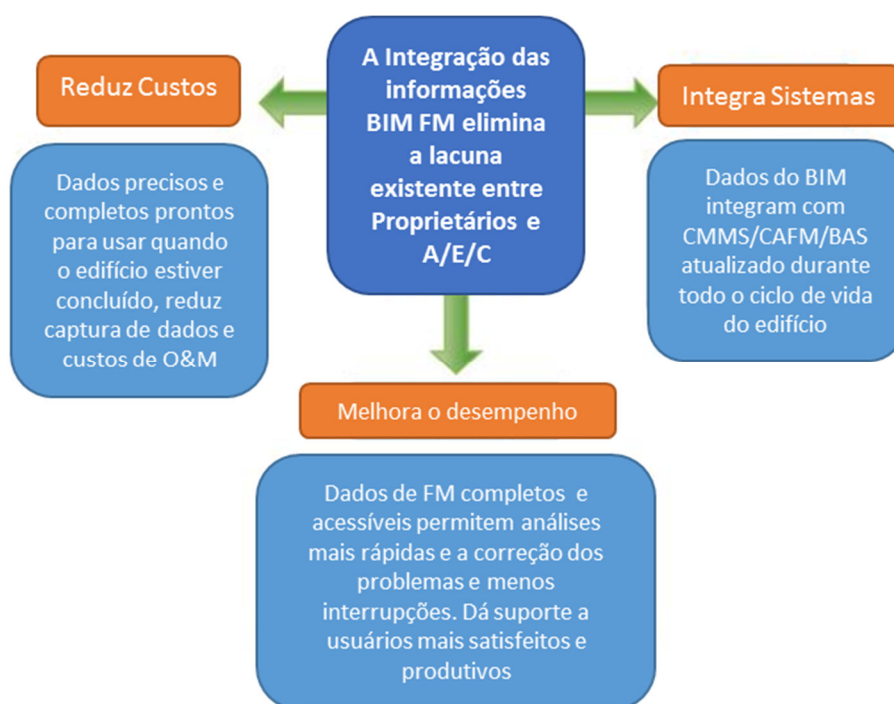 A Integração das
informações
BIM FM elimina
a lacuna
existente entre
Proprietários e
A/E/C
Reduz Custos
Dados precisos e
completos prontos
para usar quando
o edifício estiver
concluído, reduz
captura de dados e
custos de O&M
Integra Sistemas
Dados do BIM
integram com
CMMS/CAFM/BAS
atualizado durante
todo o ciclo de vida
do edifício
Melhora o desempenho
Dados de FM completos e
acessíveis permitem análises
mais rápidas e a correção dos
problemas e menos
interrupções. Dá suporte a
usuários mais satisfeitos e
produtivos